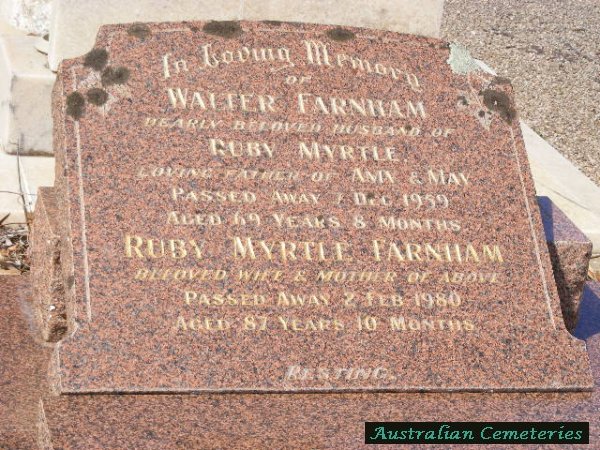 In Loving Memory
OF
WALTER FARNHAM
DEARLY BELOVED HUSBAND OF
RUBY MYRTLE.
LOVING FATHER OF AMY & MAY
PASSED AWAY 7 DEC 1959
AGED 69 YEARS 8 MONTHS
RUBY MYRTLE FARNHAM
BELOVED WIFE & MOTHER OF ABOVE
PASSED AWAY 2 FEB 1980
AGED 87 YEARS 10 MONTHS
RESTING.
Australian Cemeteries